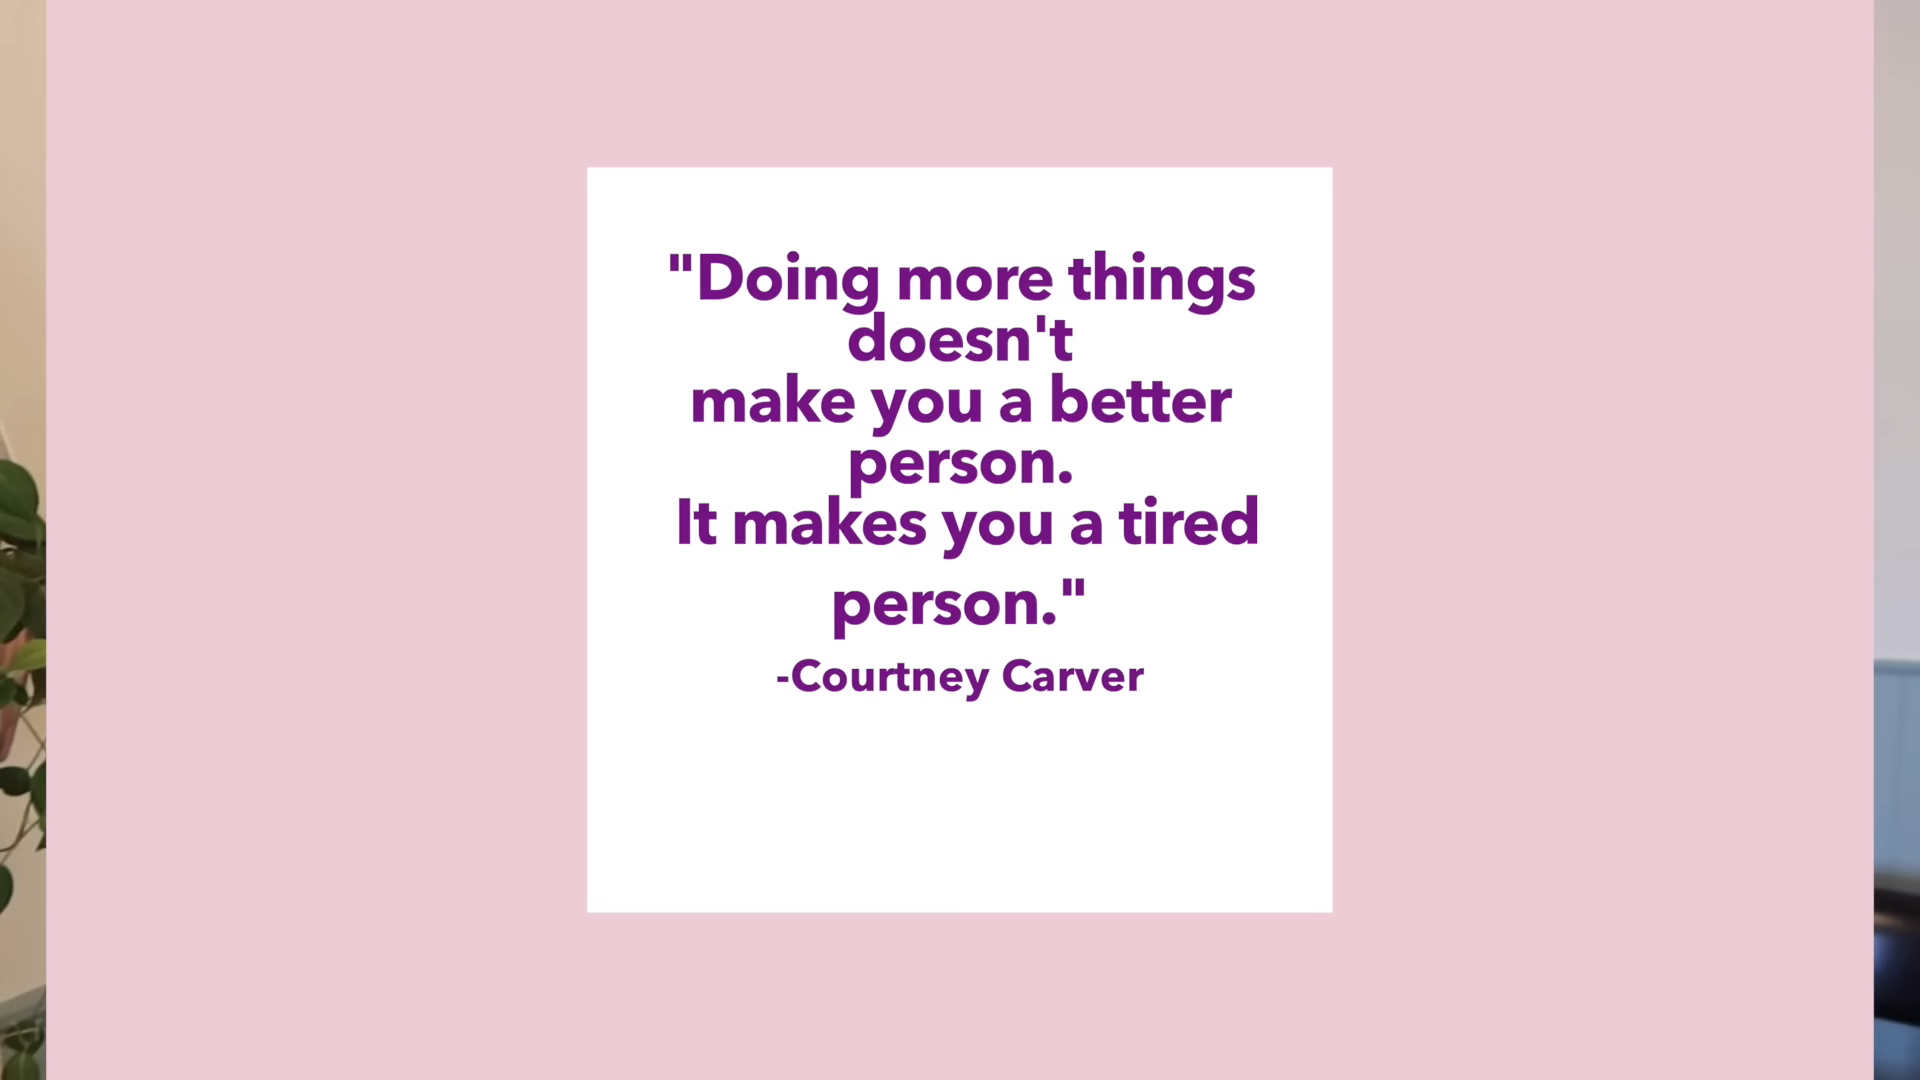 "Doing more things
doesn't
make you a better
person.
It makes you a tired
person."
-Courtney Carver